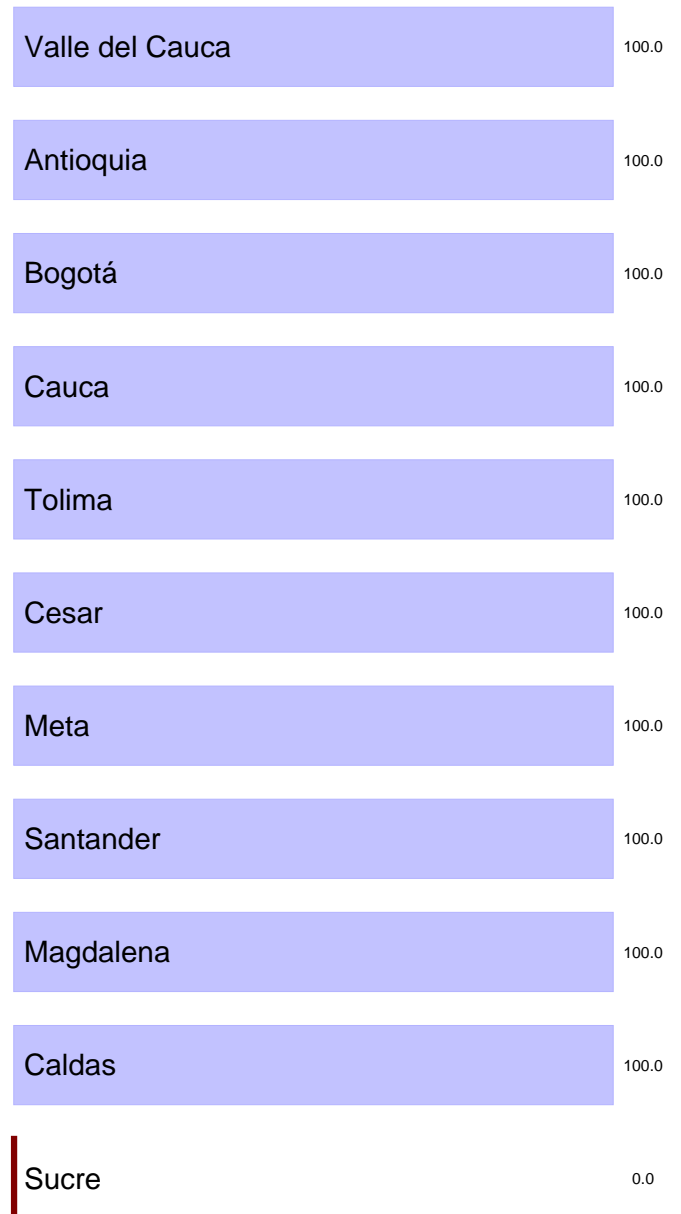 Valle del Cauca 100.0
Antioquia 100.0
Bogotá 100.0
Cauca 100.0
Tolima 100.0
Cesar 100.0
Meta 100.0
Santander 100.0
Magdalena 100.0
Caldas 100.0
Sucre 0.0